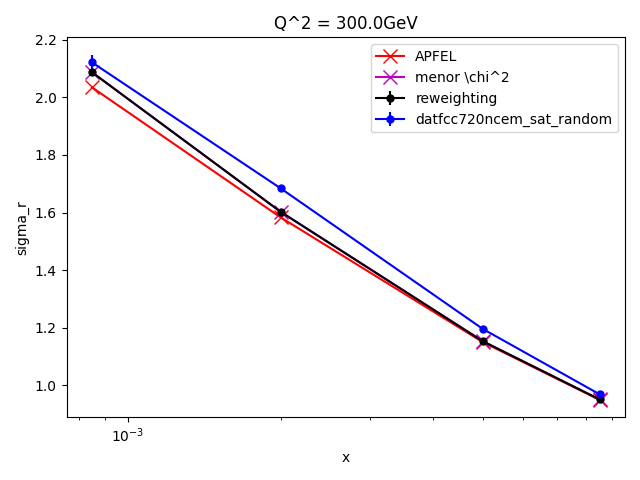 Q^2 = 300.0GeV
2.2
2.0
1.8
1.6
1.4
1.2
1.0
sigma_r
APFEL
menor \chi^2
reweighting
datfcc720ncem_sat_random
10^{-3}
x